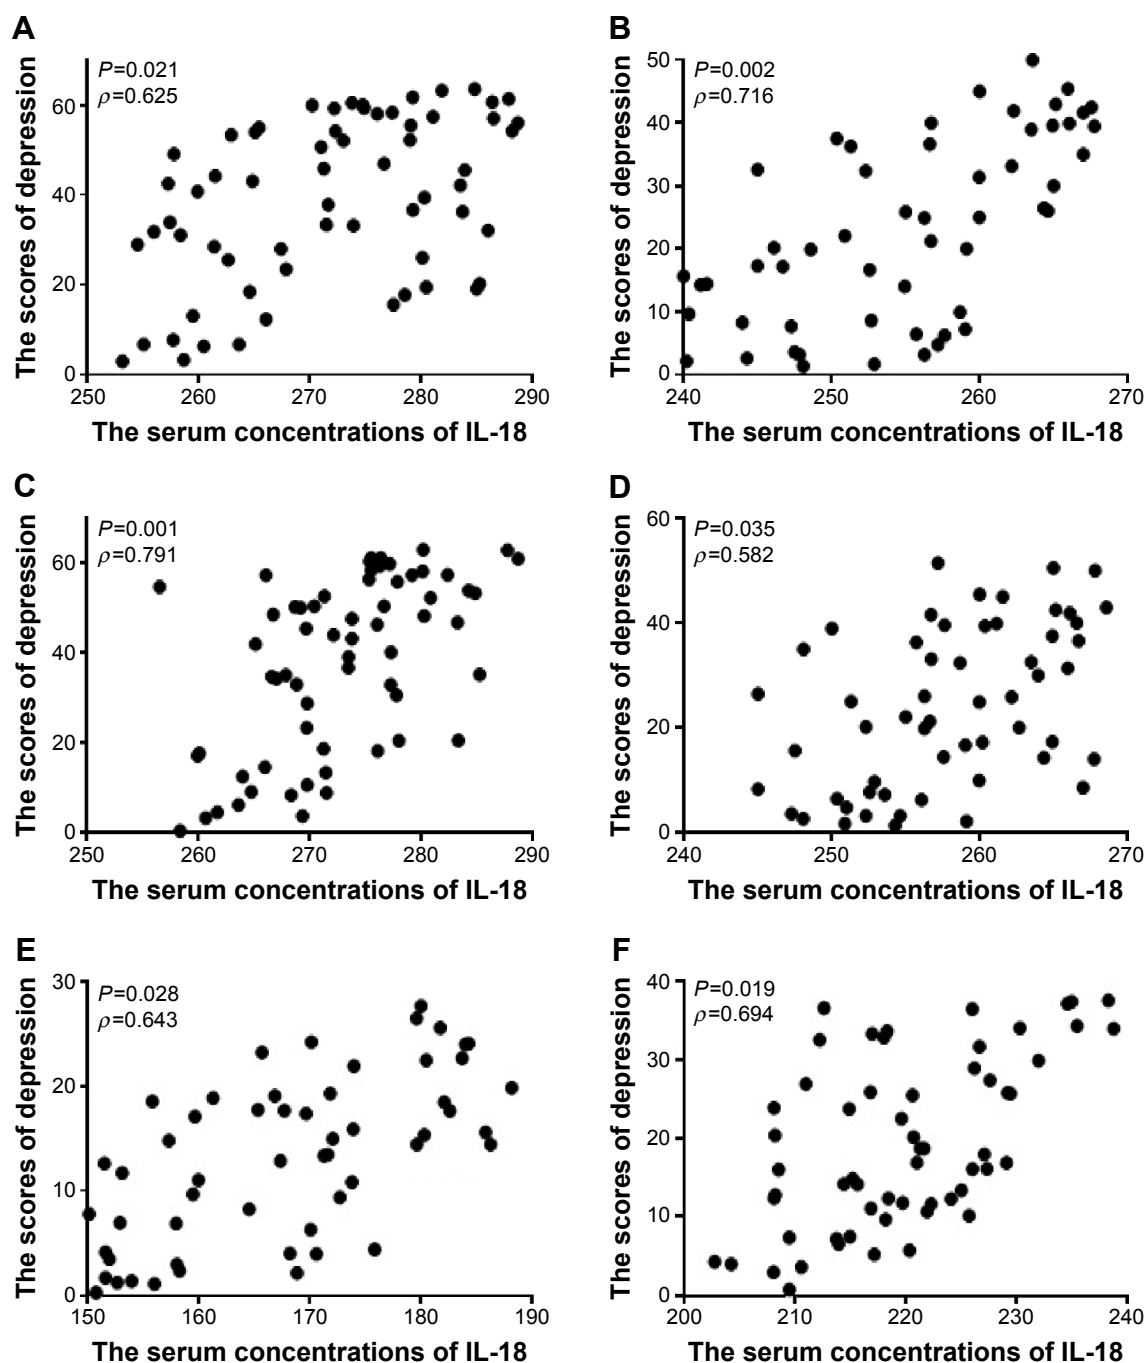 A
P=0.021
ρ=0.625
The scores of depression
60
40
20
0
250 260 270 280 290
The serum concentrations of IL-18
B
P=0.002
ρ=0.716
The scores of depression
50
40
30
20
10
0
240 250 260 270
The serum concentrations of IL-18
C
P=0.001
ρ=0.791
The scores of depression
60
40
20
0
250 260 270 280 290
The serum concentrations of IL-18
D
P=0.035
ρ=0.582
The scores of depression
60
40
20
0
240 250 260 270
The serum concentrations of IL-18
E
P=0.028
ρ=0.643
The scores of depression
30
20
10
0
150 160 170 180 190
The serum concentrations of IL-18
F
P=0.019
ρ=0.694
The scores of depression
40
30
20
10
0
200 210 220 230 240
The serum concentrations of IL-18